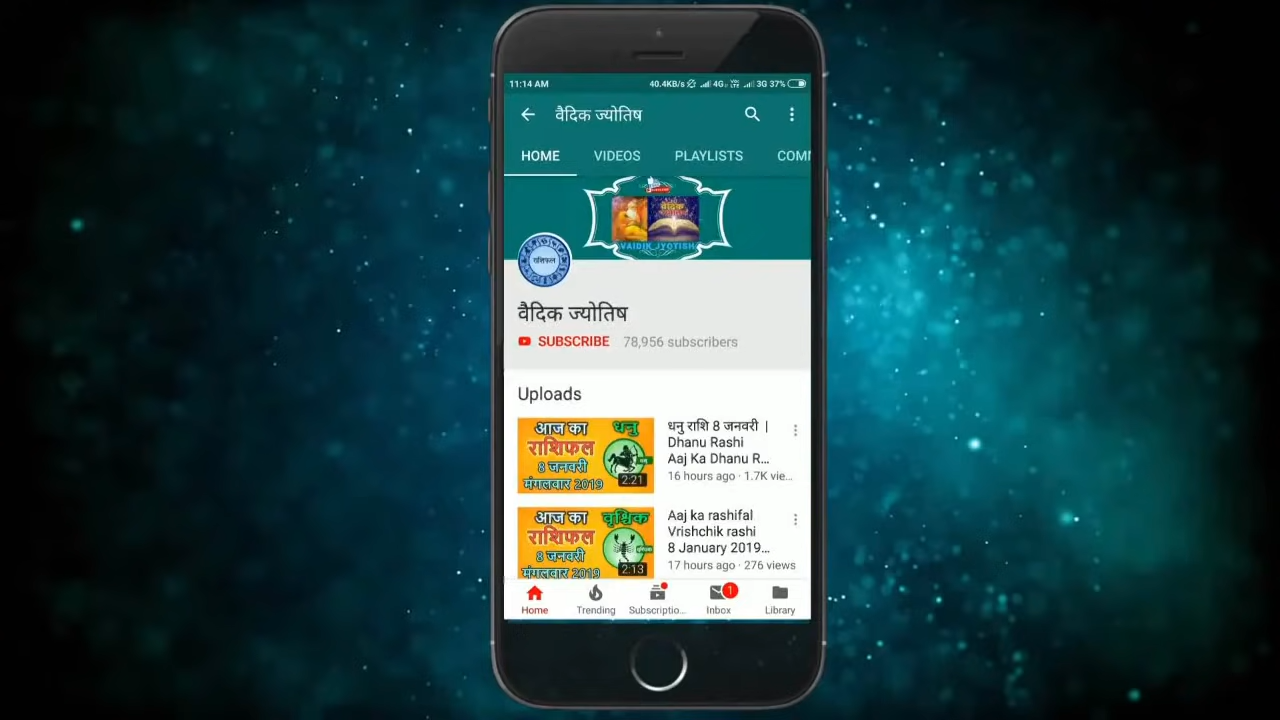 11:14 AM
40.4KB/s 4G 3G 37%
वैदिक ज्योतिष
HOME VIDEOS PLAYLISTS COMM
वैदिक
VAIDIK JYOTISH
राशिफल
वैदिक ज्योतिष
SUBSCRIBE 78,956 subscribers
Uploads
आज का धनु
राशिफल
8 जनवरी
मंगलवार 2019
2:21
धनु राशि 8 जनवरी |
Dhanu Rashi
Aaj Ka Dhanu R...
16 hours ago · 1.7K vie...
आज का वृश्चिक
राशिफल
8 जनवरी
मंगलवार 2019
2:13
Aaj ka rashifal
Vrishchik rashi
8 January 2019...
17 hours ago · 276 views
Home Trending Subscriptio... Inbox Library
1